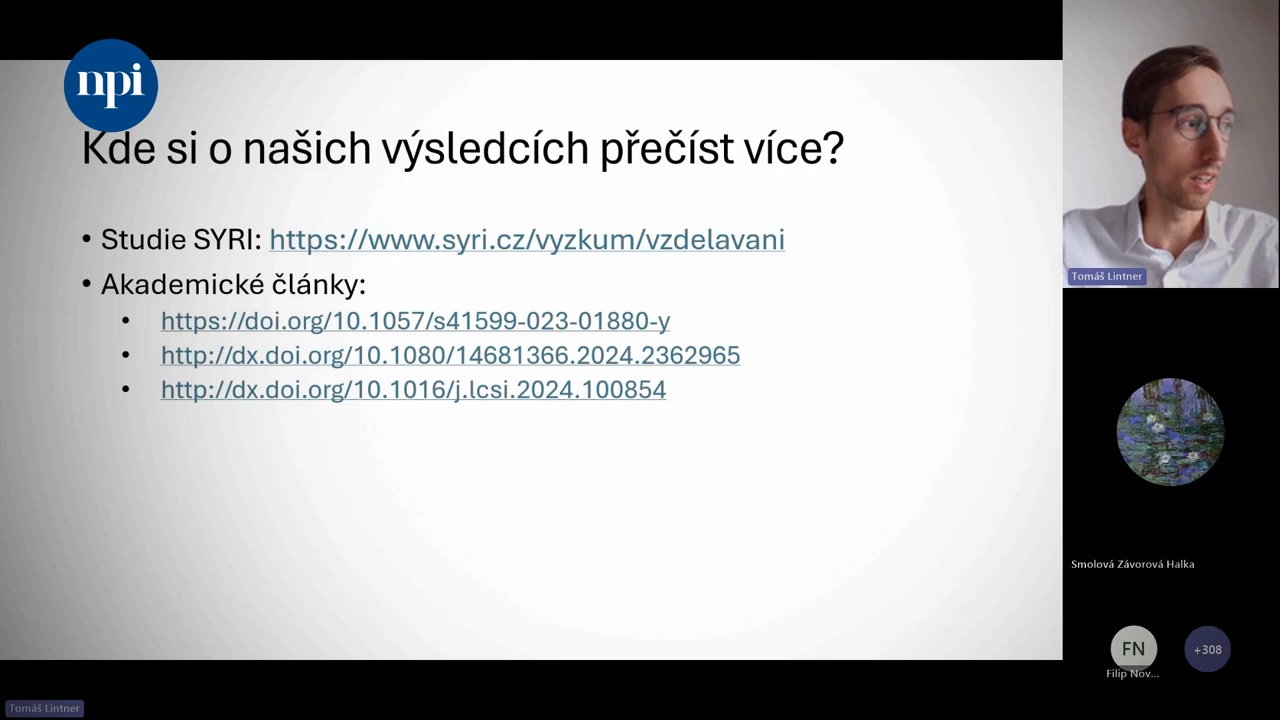 npi
Kde si o našich výsledcích přečíst více?
• Studie SYRI: https://www.syri.cz/vyzkum/vzdelavani
• Akademické články:
• https://doi.org/10.1057/s41599-023-01880-y
• http://dx.doi.org/10.1080/14681366.2024.2362965
• http://dx.doi.org/10.1016/j.lcsi.2024.100854
Tomáš Lintner
Smolová Závorová Halka
FN
+308
Filip Nov...
Tomáš Lintner